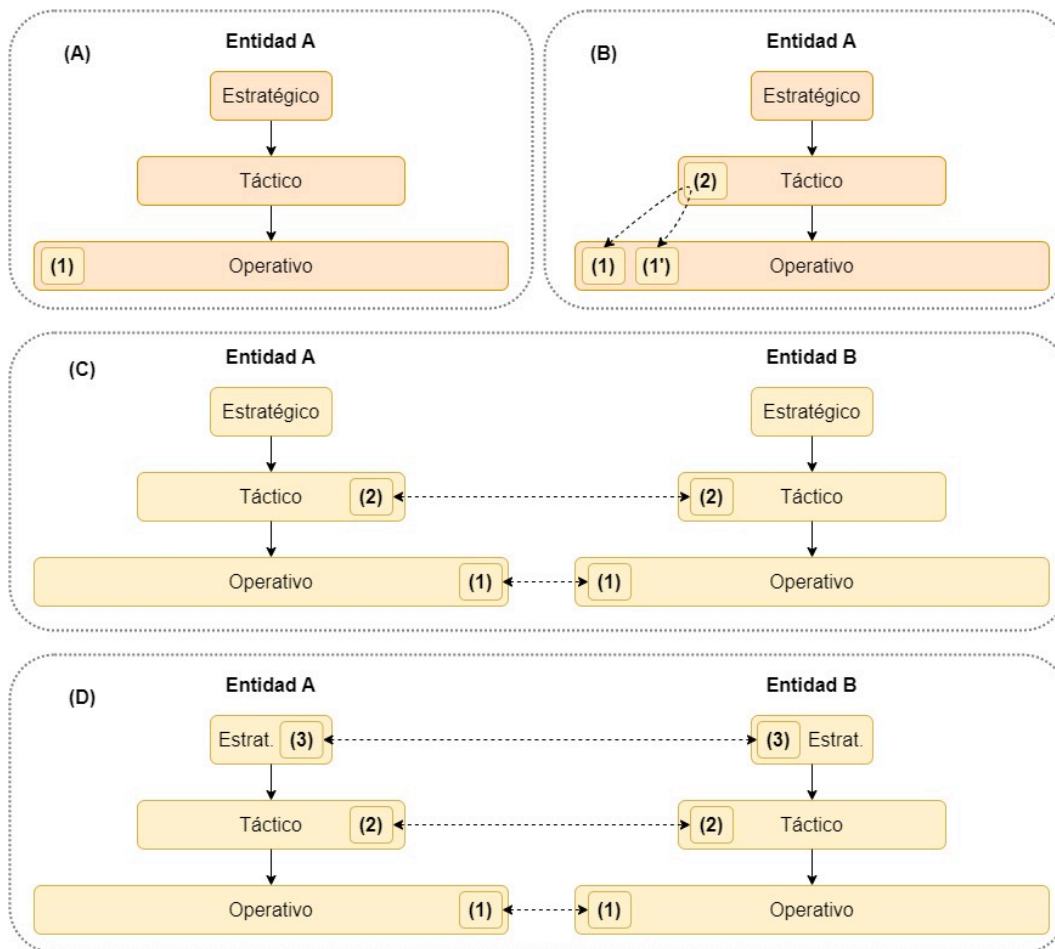 (A)
Entidad A
Estratégico
Táctico
(1) Operativo
(B)
Entidad A
Estratégico
(2) Táctico
(1) (1') Operativo
(C)
Entidad A Entidad B
Estratégico Estratégico
Táctico (2) (2) Táctico
Operativo (1) (1) Operativo
(D)
Entidad A Entidad B
Estrat. (3) (3) Estrat.
Táctico (2) (2) Táctico
Operativo (1) (1) Operativo